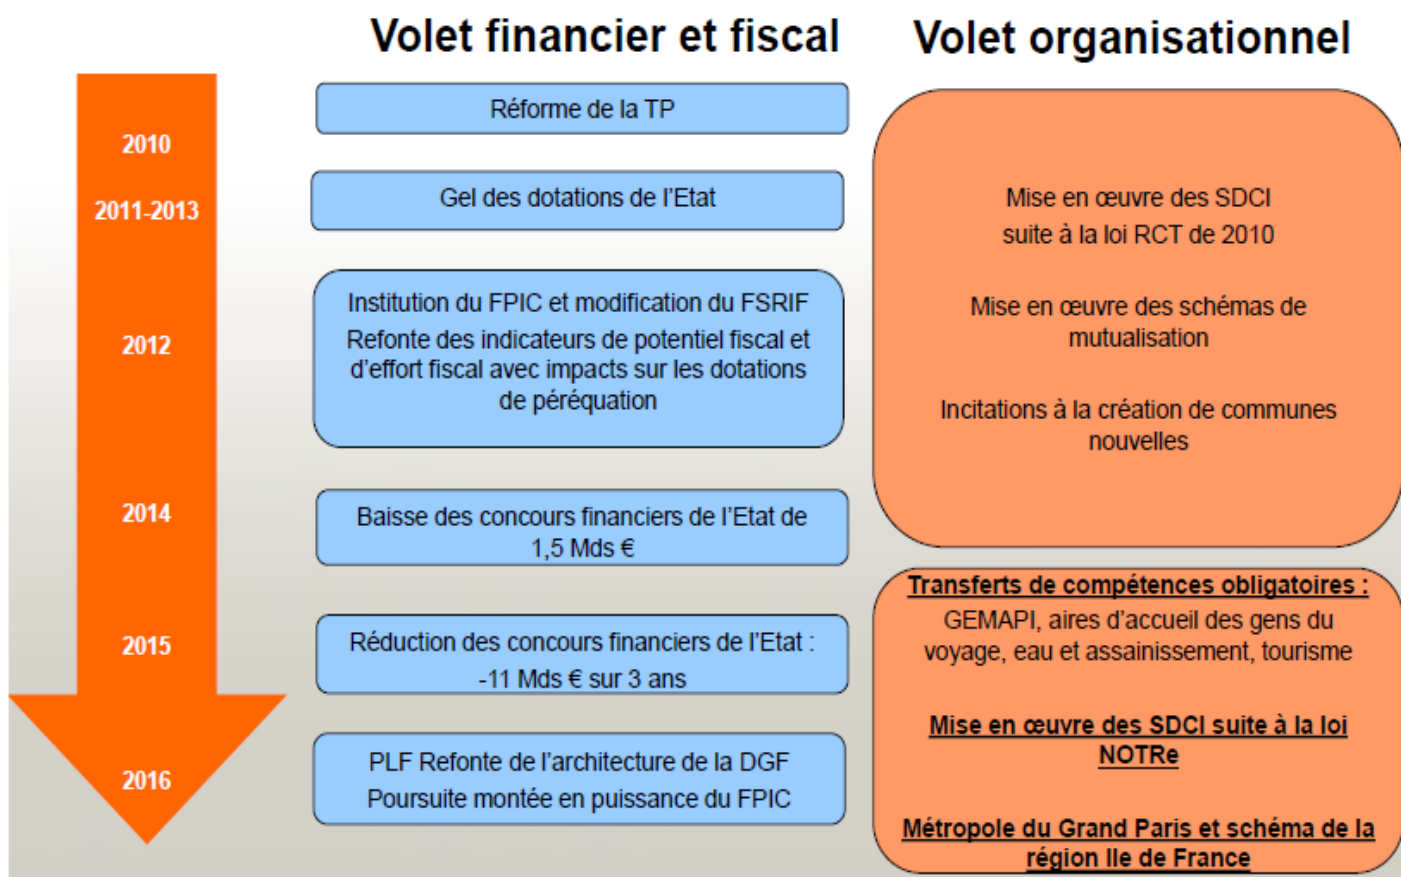 Volet financier et fiscal
Volet organisationnel
2010
2011-2013
2012
2014
2015
2016
Réforme de la TP
Gel des dotations de l'Etat
Institution du FPIC et modification du FSRIF
Refonte des indicateurs de potentiel fiscal et
d'effort fiscal avec impacts sur les dotations
de péréquation
Baisse des concours financiers de l'Etat de
1,5 Mds €
Réduction des concours financiers de l'Etat :
-11 Mds € sur 3 ans
PLF Refonte de l'architecture de la DGF
Poursuite montée en puissance du FPIC
Mise en œuvre des SDCI
suite à la loi RCT de 2010
Mise en œuvre des schémas de
mutualisation
Incitations à la création de communes
nouvelles
Transferts de compétences obligatoires :
GEMAPI, aires d'accueil des gens du
voyage, eau et assainissement, tourisme
Mise en œuvre des SDCI suite à la loi
NOTRe
Métropole du Grand Paris et schéma de la
région Ile de France